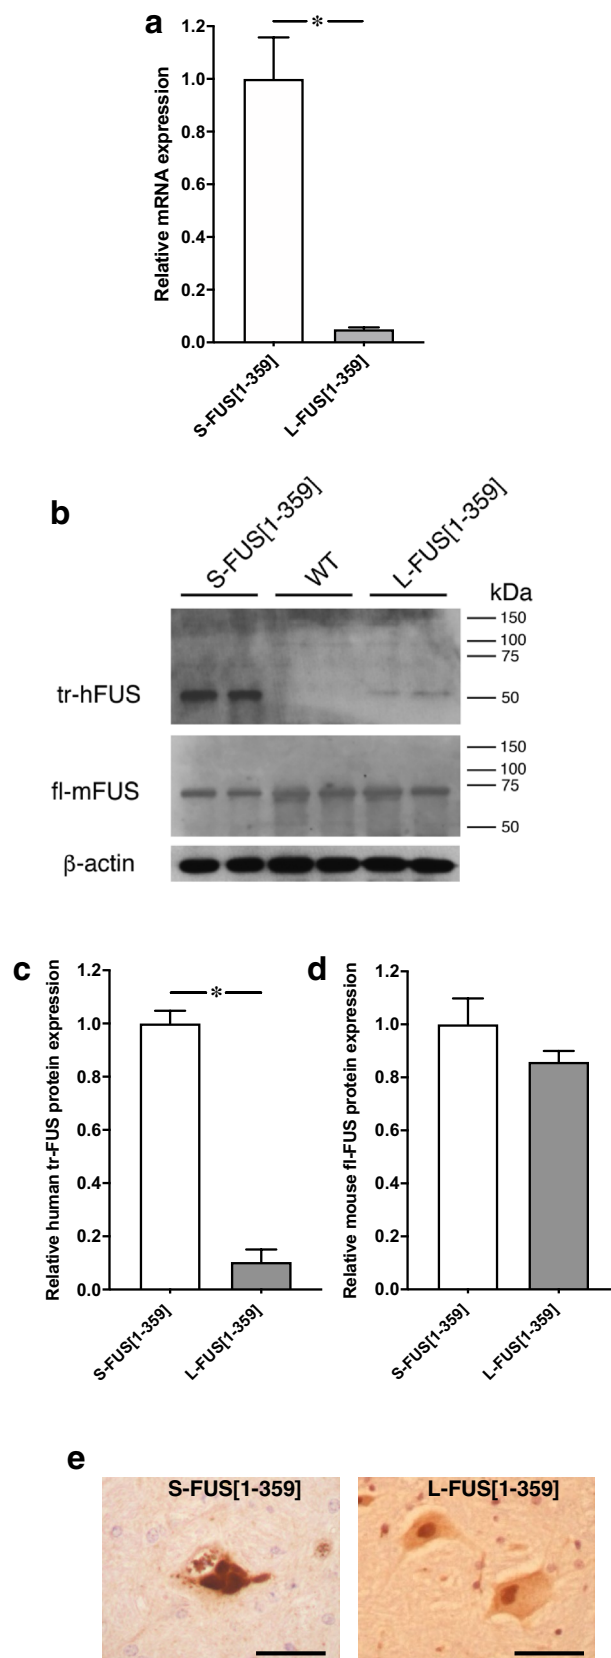 a
*
Relative mRNA expression
1.2
1.0
0.8
0.6
0.4
0.2
0.0
S-FUS[1-359]
L-FUS[1-359]
b
S-FUS[1-359]
WT
L-FUS[1-359]
kDa
150
100
75
tr-hFUS
50
150
100
fl-mFUS
75
50
β-actin
c
*
Relative human tr-FUS protein expression
1.2
1.0
0.8
0.6
0.4
0.2
0.0
S-FUS[1-359]
L-FUS[1-359]
d
Relative mouse fl-FUS protein expression
1.2
1.0
0.8
0.6
0.4
0.2
0.0
S-FUS[1-359]
L-FUS[1-359]
e
S-FUS[1-359]
L-FUS[1-359]